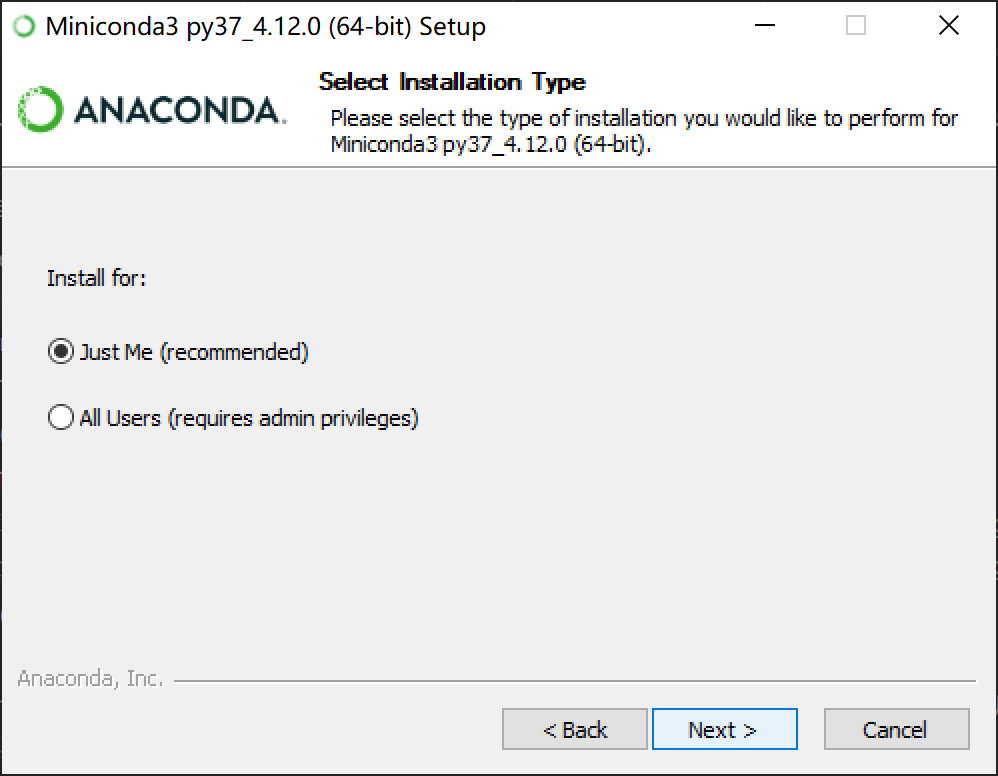 Miniconda3 py37_4.12.0 (64-bit) Setup
ANACONDA.
Select Installation Type
Please select the type of installation you would like to perform for
Miniconda3 py37_4.12.0 (64-bit).
Install for:
Just Me (recommended)
All Users (requires admin privileges)
Anaconda, Inc.
< Back
Next >
Cancel